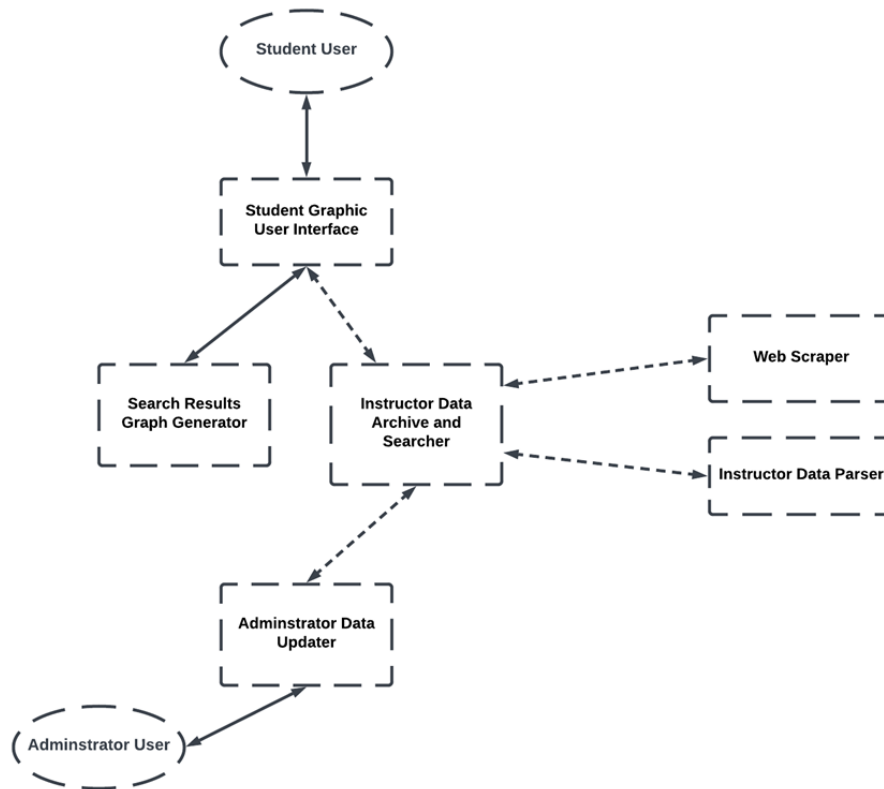 Student User
Student Graphic
User Interface
Search Results
Graph Generator
Instructor Data
Archive and
Searcher
Web Scraper
Instructor Data Parser
Adminstrator Data
Updater
Adminstrator User